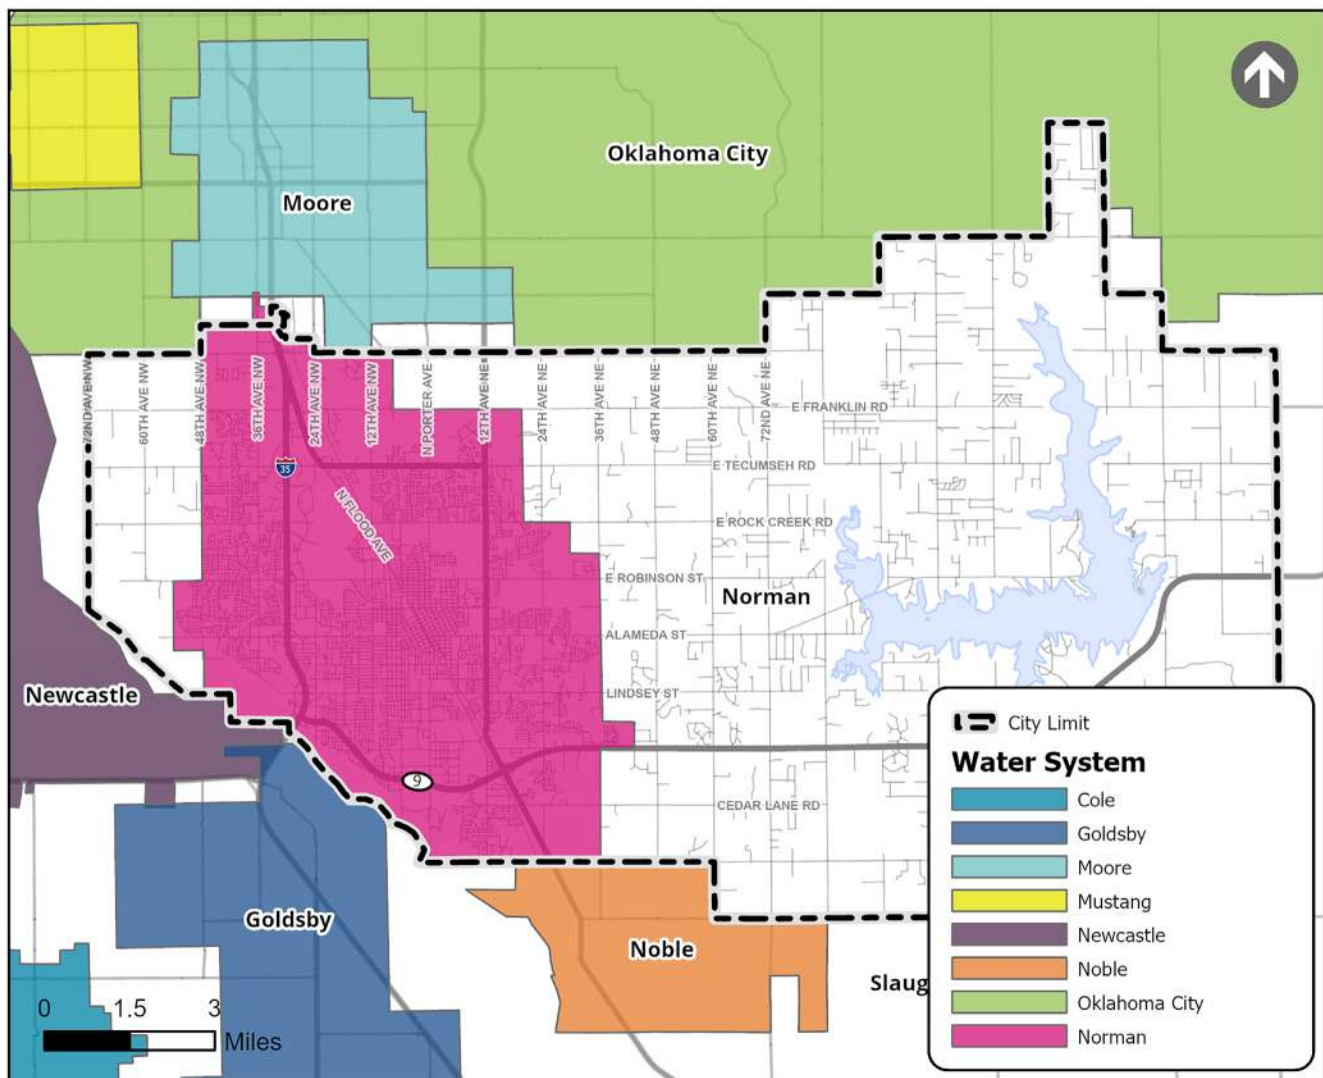 Oklahoma City
Moore
72ND AVE NW
60TH AVE NW
48TH AVE NW
36TH AVE NW
24TH AVE NW
12TH AVE NW
N PORTER AVE
12TH AVE NE
24TH AVE NE
36TH AVE NE
48TH AVE NE
60TH AVE NE
72ND AVE NE
E FRANKLIN RD
E TECUMSEH RD
35
N FLOOD AVE
E ROCK CREEK RD
E ROBINSON ST
Norman
ALAMEDA ST
LINDSEY ST
Newcastle
9
CEDAR LANE RD
Goldsby
Noble
Slaug
0 1.5 3
Miles
City Limit
Water System
Cole
Goldsby
Moore
Mustang
Newcastle
Noble
Oklahoma City
Norman